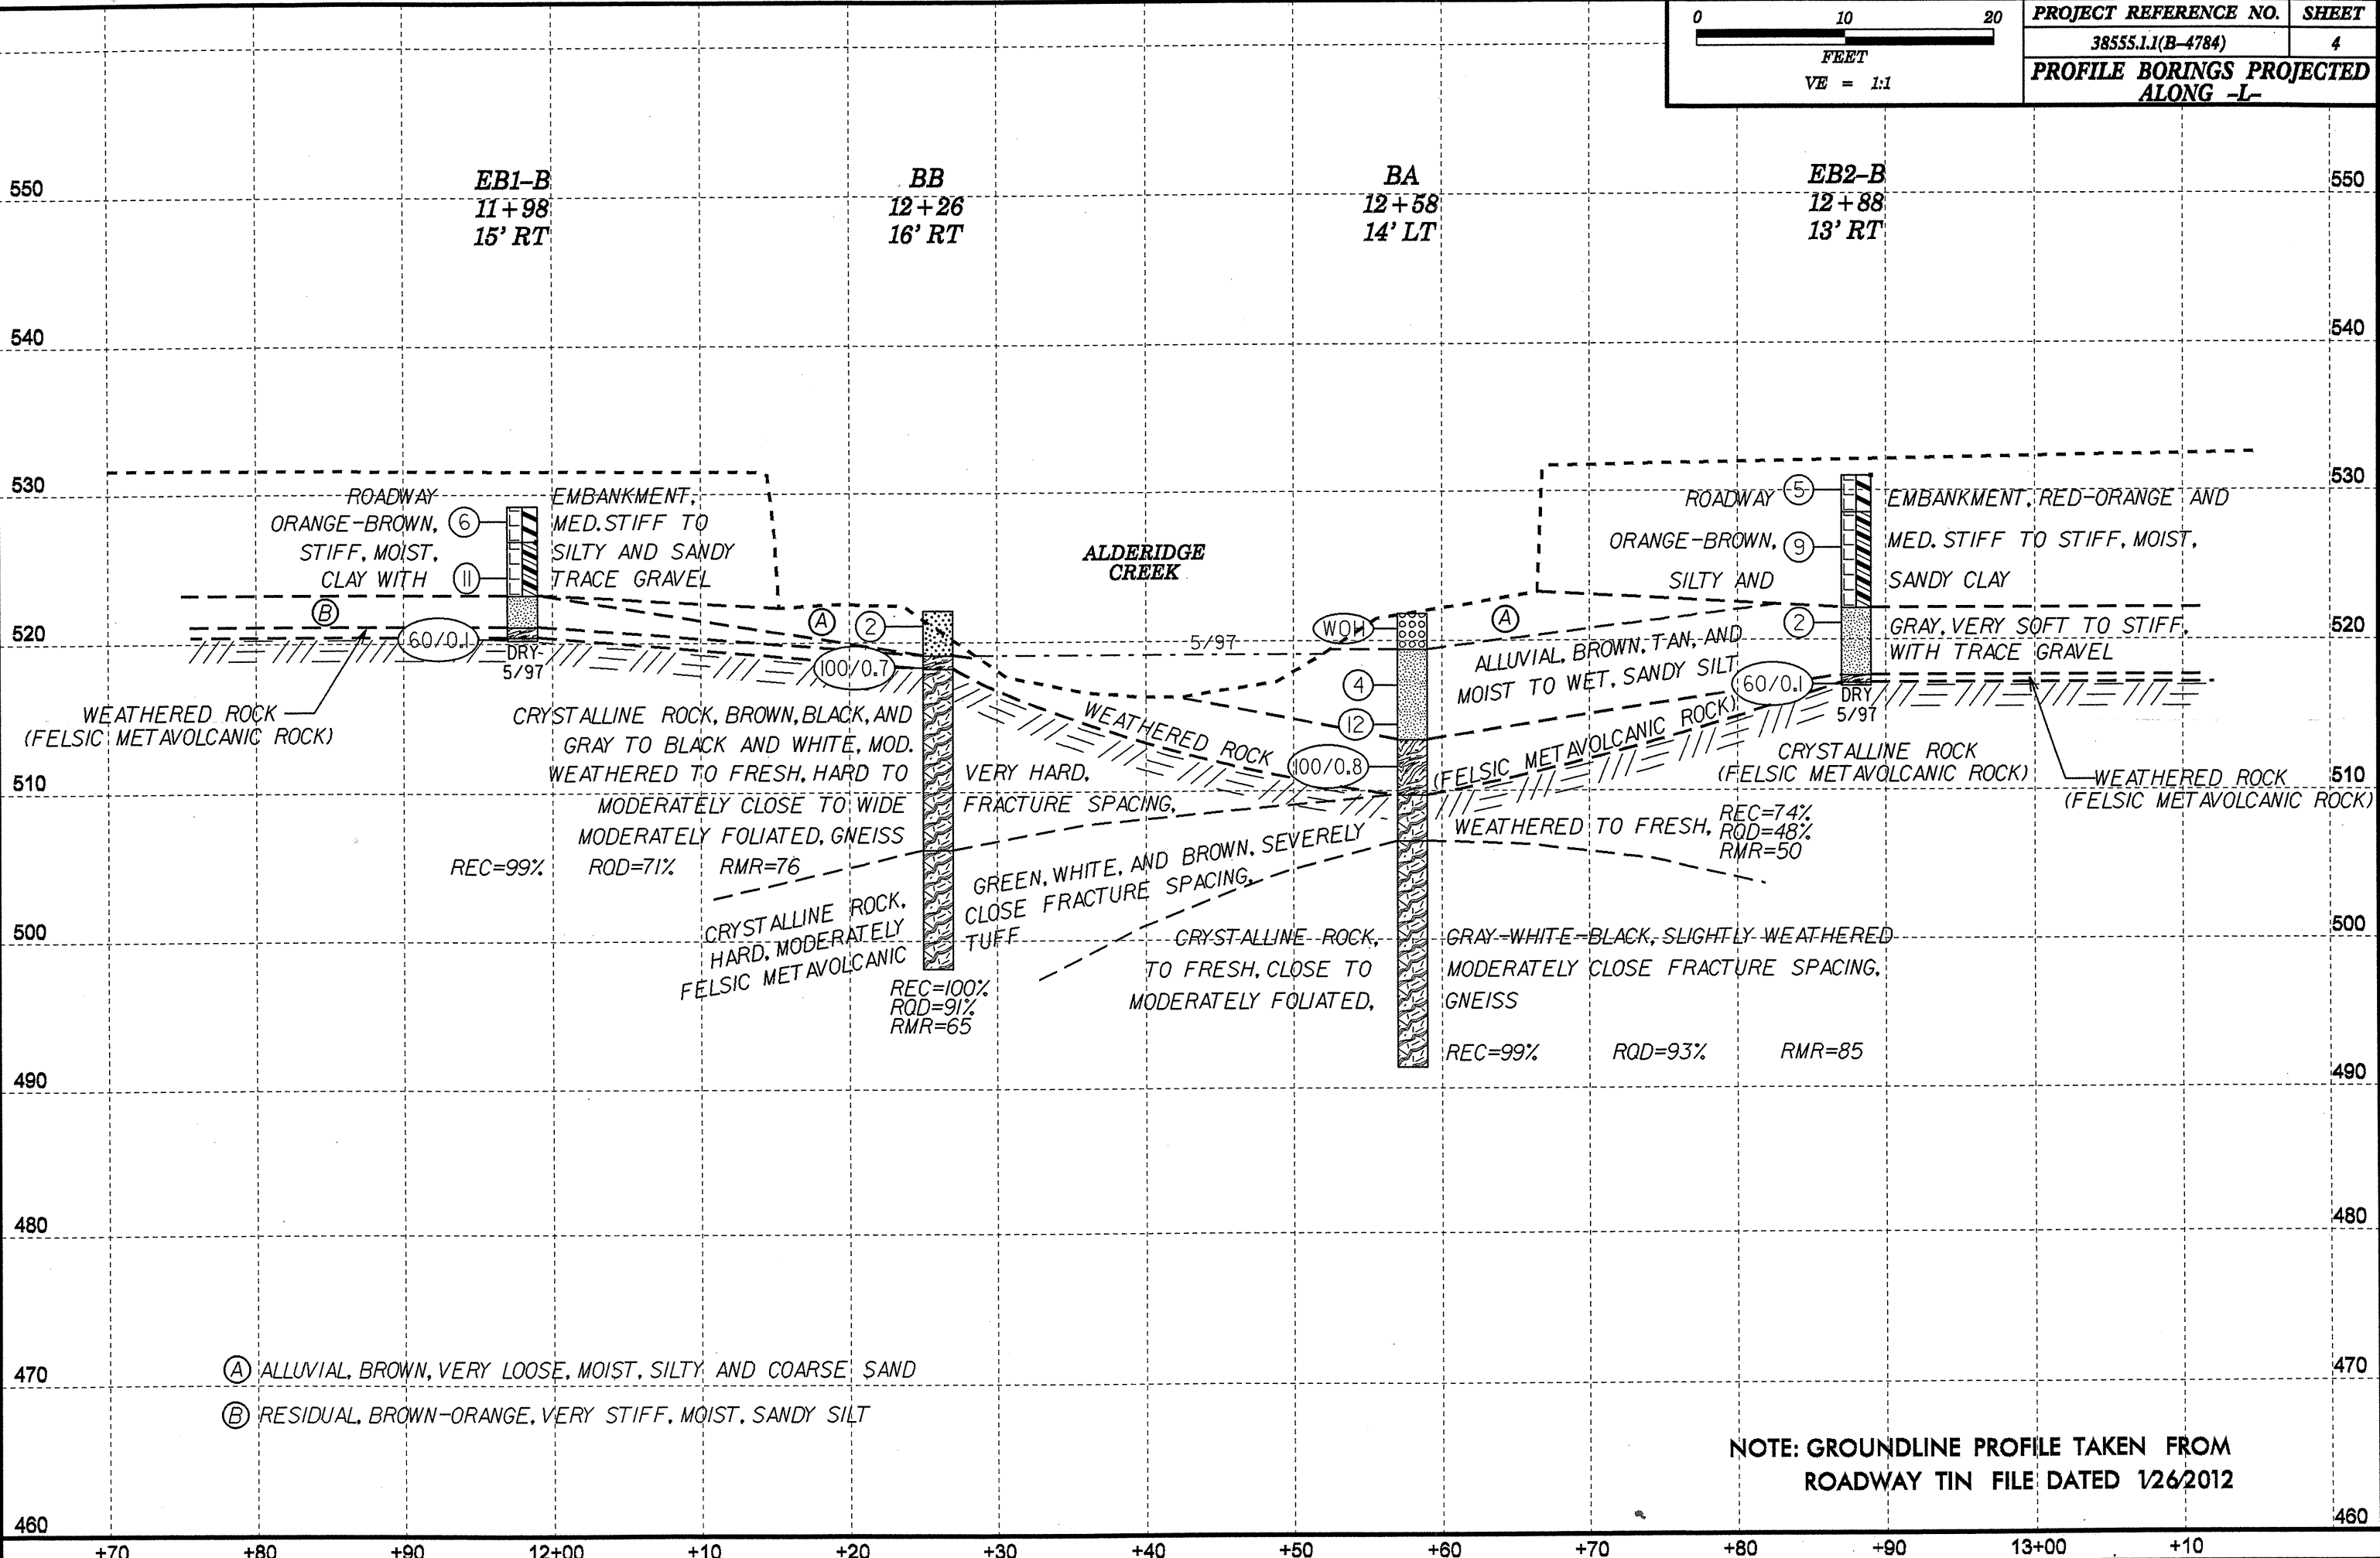 0 10 20
FEET
VE = 1:1
PROJECT REFERENCE NO. SHEET
38555.1.1(B-4784) 4
PROFILE BORINGS PROJECTED
ALONG -L-
EB1-B
11+98
15' RT
BB
12+26
16' RT
BA
12+58
14' LT
EB2-B
12+88
13' RT
550 550
540 540
530 530
520 520
510 510
500 500
490 490
480 480
470 470
460 460
ROADWAY EMBANKMENT,
ORANGE-BROWN, MED. STIFF TO
STIFF, MOIST, SILTY AND SANDY
CLAY WITH TRACE GRAVEL
6
11
B
60/0.1
DRY
5/97
WEATHERED ROCK
(FELSIC METAVOLCANIC ROCK)
A
2
100/0.7
ALDERIDGE
CREEK
5/97
CRYSTALLINE ROCK, BROWN, BLACK, AND
GRAY TO BLACK AND WHITE, MOD.
WEATHERED TO FRESH, HARD TO VERY HARD,
MODERATELY CLOSE TO WIDE FRACTURE SPACING,
MODERATELY FOLIATED, GNEISS
REC=99% RQD=71% RMR=76
CRYSTALLINE ROCK, GREEN, WHITE, AND BROWN, SEVERELY WEATHERED TO FRESH,
HARD, MODERATELY CLOSE FRACTURE SPACING,
FELSIC METAVOLCANIC TUFF
REC=100%
RQD=91%
RMR=65
WOH
4
12
100/0.8
A
WEATHERED ROCK (FELSIC METAVOLCANIC ROCK)
ALLUVIAL, BROWN, TAN, AND GRAY, VERY SOFT TO STIFF,
MOIST TO WET, SANDY SILT WITH TRACE GRAVEL
ROADWAY EMBANKMENT, RED-ORANGE AND
ORANGE-BROWN, MED. STIFF TO STIFF, MOIST,
SILTY AND SANDY CLAY
5
9
2
60/0.1
DRY
5/97
CRYSTALLINE ROCK
(FELSIC METAVOLCANIC ROCK)
WEATHERED ROCK
(FELSIC METAVOLCANIC ROCK)
REC=74%
RQD=48%
RMR=50
CRYSTALLINE ROCK, GRAY-WHITE-BLACK, SLIGHTLY WEATHERED
TO FRESH, CLOSE TO MODERATELY CLOSE FRACTURE SPACING,
MODERATELY FOLIATED, GNEISS
REC=99% RQD=93% RMR=85
A ALLUVIAL, BROWN, VERY LOOSE, MOIST, SILTY AND COARSE SAND
B RESIDUAL, BROWN-ORANGE, VERY STIFF, MOIST, SANDY SILT
NOTE: GROUNDLINE PROFILE TAKEN FROM
ROADWAY TIN FILE DATED 1/26/2012
+70 +80 +90 12+00 +10 +20 +30 +40 +50 +60 +70 +80 +90 13+00 +10